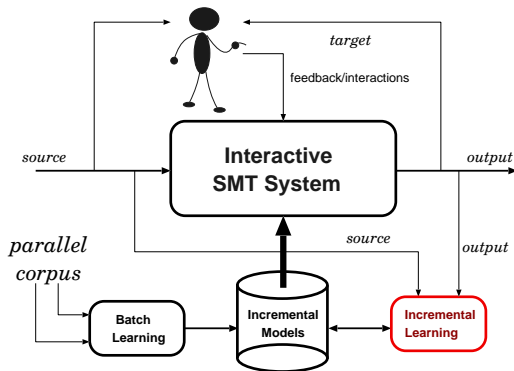 target
feedback/interactions
source
Interactive
SMT System
output
source
output
parallel
corpus
Batch
Learning
Incremental
Models
Incremental
Learning